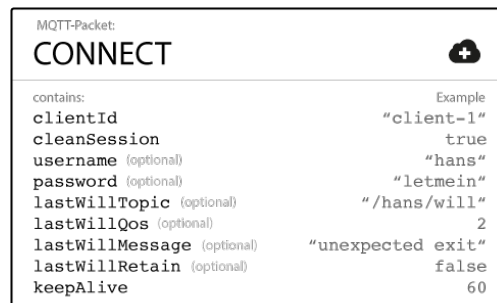 MQTT-Packet:
CONNECT
contains: Example
clientId “client-1“
cleanSession true
username (optional) “hans“
password (optional) “letmein“
lastWillTopic (optional) “/hans/will“
lastWillQos (optional) 2
lastWillMessage (optional) “unexpected exit“
lastWillRetain (optional) false
keepAlive 60